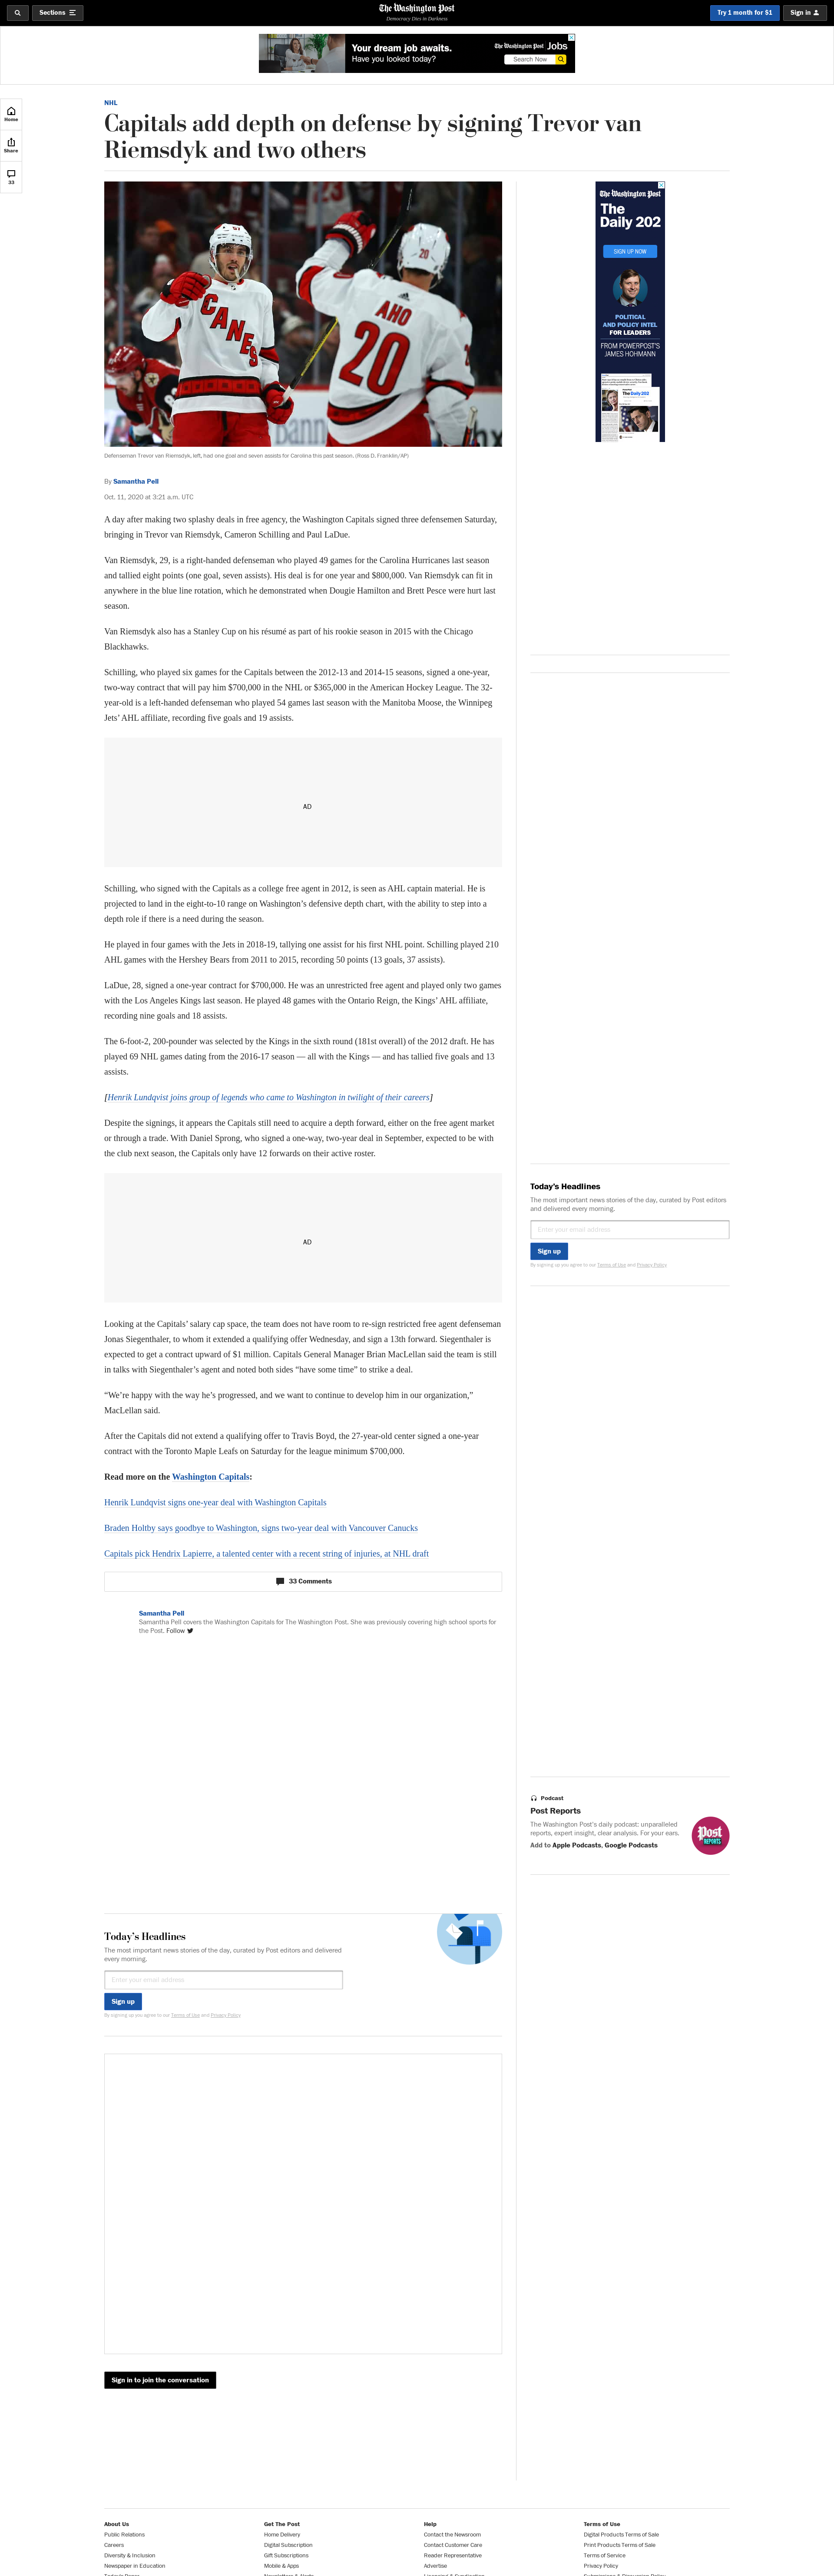 Sections
The Washington Post
Democracy Dies in Darkness
Try 1 month for $1
Sign in
Your dream job awaits.
Have you looked today?
The Washington Post Jobs
Search Now
Home
Share
33
NHL
Capitals add depth on defense by signing Trevor van
Riemsdyk and two others
57
CANES
AHO
20
20
Defenseman Trevor van Riemsdyk, left, had one goal and seven assists for Carolina this past season. (Ross D. Franklin/AP)
By Samantha Pell
Oct. 11, 2020 at 3:21 a.m. UTC
A day after making two splashy deals in free agency, the Washington Capitals signed three defensemen Saturday,
bringing in Trevor van Riemsdyk, Cameron Schilling and Paul LaDue.
Van Riemsdyk, 29, is a right-handed defenseman who played 49 games for the Carolina Hurricanes last season
and tallied eight points (one goal, seven assists). His deal is for one year and $800,000. Van Riemsdyk can fit in
anywhere in the blue line rotation, which he demonstrated when Dougie Hamilton and Brett Pesce were hurt last
season.
Van Riemsdyk also has a Stanley Cup on his résumé as part of his rookie season in 2015 with the Chicago
Blackhawks.
Schilling, who played six games for the Capitals between the 2012-13 and 2014-15 seasons, signed a one-year,
two-way contract that will pay him $700,000 in the NHL or $365,000 in the American Hockey League. The 32-
year-old is a left-handed defenseman who played 54 games last season with the Manitoba Moose, the Winnipeg
Jets’ AHL affiliate, recording five goals and 19 assists.
AD
Schilling, who signed with the Capitals as a college free agent in 2012, is seen as AHL captain material. He is
projected to land in the eight-to-10 range on Washington’s defensive depth chart, with the ability to step into a
depth role if there is a need during the season.
He played in four games with the Jets in 2018-19, tallying one assist for his first NHL point. Schilling played 210
AHL games with the Hershey Bears from 2011 to 2015, recording 50 points (13 goals, 37 assists).
LaDue, 28, signed a one-year contract for $700,000. He was an unrestricted free agent and played only two games
with the Los Angeles Kings last season. He played 48 games with the Ontario Reign, the Kings’ AHL affiliate,
recording nine goals and 18 assists.
The 6-foot-2, 200-pounder was selected by the Kings in the sixth round (181st overall) of the 2012 draft. He has
played 69 NHL games dating from the 2016-17 season — all with the Kings — and has tallied five goals and 13
assists.
[Henrik Lundqvist joins group of legends who came to Washington in twilight of their careers]
Despite the signings, it appears the Capitals still need to acquire a depth forward, either on the free agent market
or through a trade. With Daniel Sprong, who signed a one-way, two-year deal in September, expected to be with
the club next season, the Capitals only have 12 forwards on their active roster.
AD
Looking at the Capitals’ salary cap space, the team does not have room to re-sign restricted free agent defenseman
Jonas Siegenthaler, to whom it extended a qualifying offer Wednesday, and sign a 13th forward. Siegenthaler is
expected to get a contract upward of $1 million. Capitals General Manager Brian MacLellan said the team is still
in talks with Siegenthaler’s agent and noted both sides “have some time” to strike a deal.
“We’re happy with the way he’s progressed, and we want to continue to develop him in our organization,”
MacLellan said.
After the Capitals did not extend a qualifying offer to Travis Boyd, the 27-year-old center signed a one-year
contract with the Toronto Maple Leafs on Saturday for the league minimum $700,000.
Read more on the Washington Capitals:
Henrik Lundqvist signs one-year deal with Washington Capitals
Braden Holtby says goodbye to Washington, signs two-year deal with Vancouver Canucks
Capitals pick Hendrix Lapierre, a talented center with a recent string of injuries, at NHL draft
33 Comments
Samantha Pell
Samantha Pell covers the Washington Capitals for The Washington Post. She was previously covering high school sports for
the Post. Follow
Today’s Headlines
The most important news stories of the day, curated by Post editors and delivered
every morning.
Enter your email address
Sign up
By signing up you agree to our Terms of Use and Privacy Policy
Sign in to join the conversation
The Washington Post
The
Daily 202
SIGN UP NOW
POLITICAL
AND POLICY INTEL
FOR LEADERS
FROM POWERPOST'S
JAMES HOHMANN
The Daily 202
Today’s Headlines
The most important news stories of the day, curated by Post editors
and delivered every morning.
Enter your email address
Sign up
By signing up you agree to our Terms of Use and Privacy Policy
Podcast
Post Reports
The Washington Post’s daily podcast: unparalleled
reports, expert insight, clear analysis. For your ears.
Add to Apple Podcasts, Google Podcasts
Post
REPORTS
About Us
Public Relations
Careers
Diversity & Inclusion
Newspaper in Education
Get The Post
Home Delivery
Digital Subscription
Gift Subscriptions
Mobile & Apps
Help
Contact the Newsroom
Contact Customer Care
Reader Representative
Advertise
Terms of Use
Digital Products Terms of Sale
Print Products Terms of Sale
Terms of Service
Privacy Policy